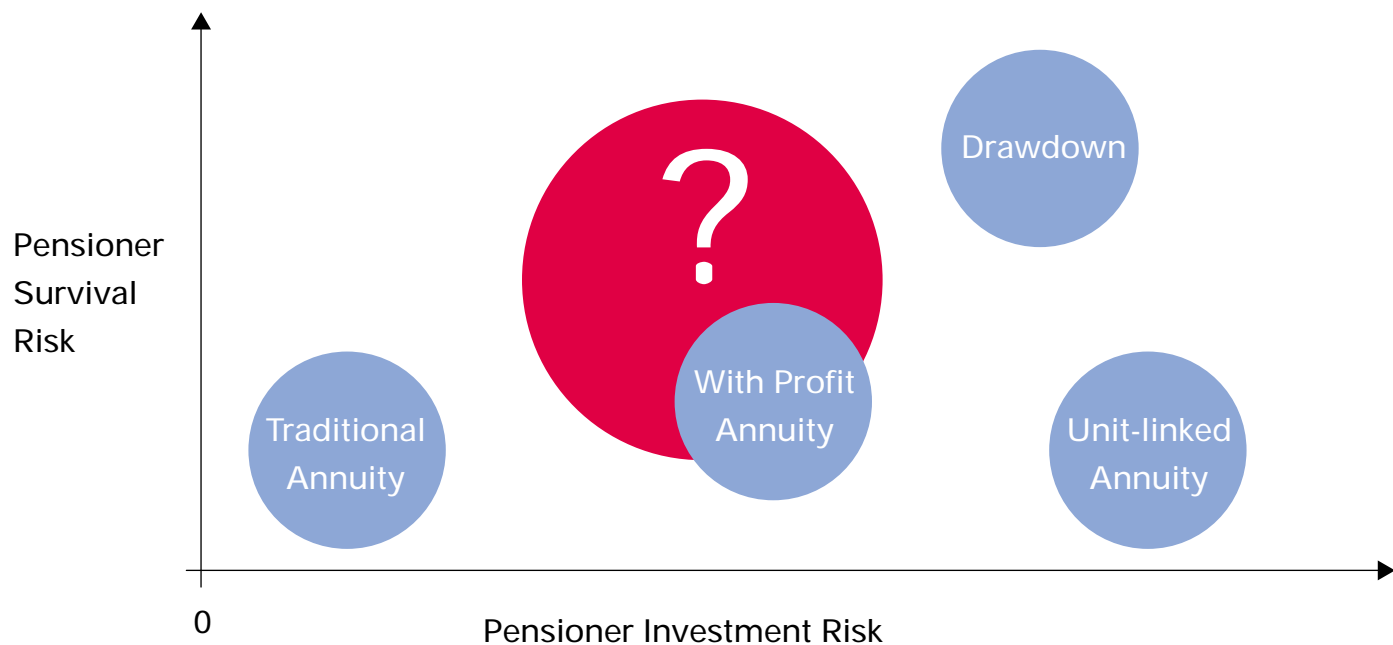 ?
Drawdown
Pensioner
Survival
Risk
With Profit
Annuity
Traditional
Annuity
Unit-linked
Annuity
0
Pensioner Investment Risk